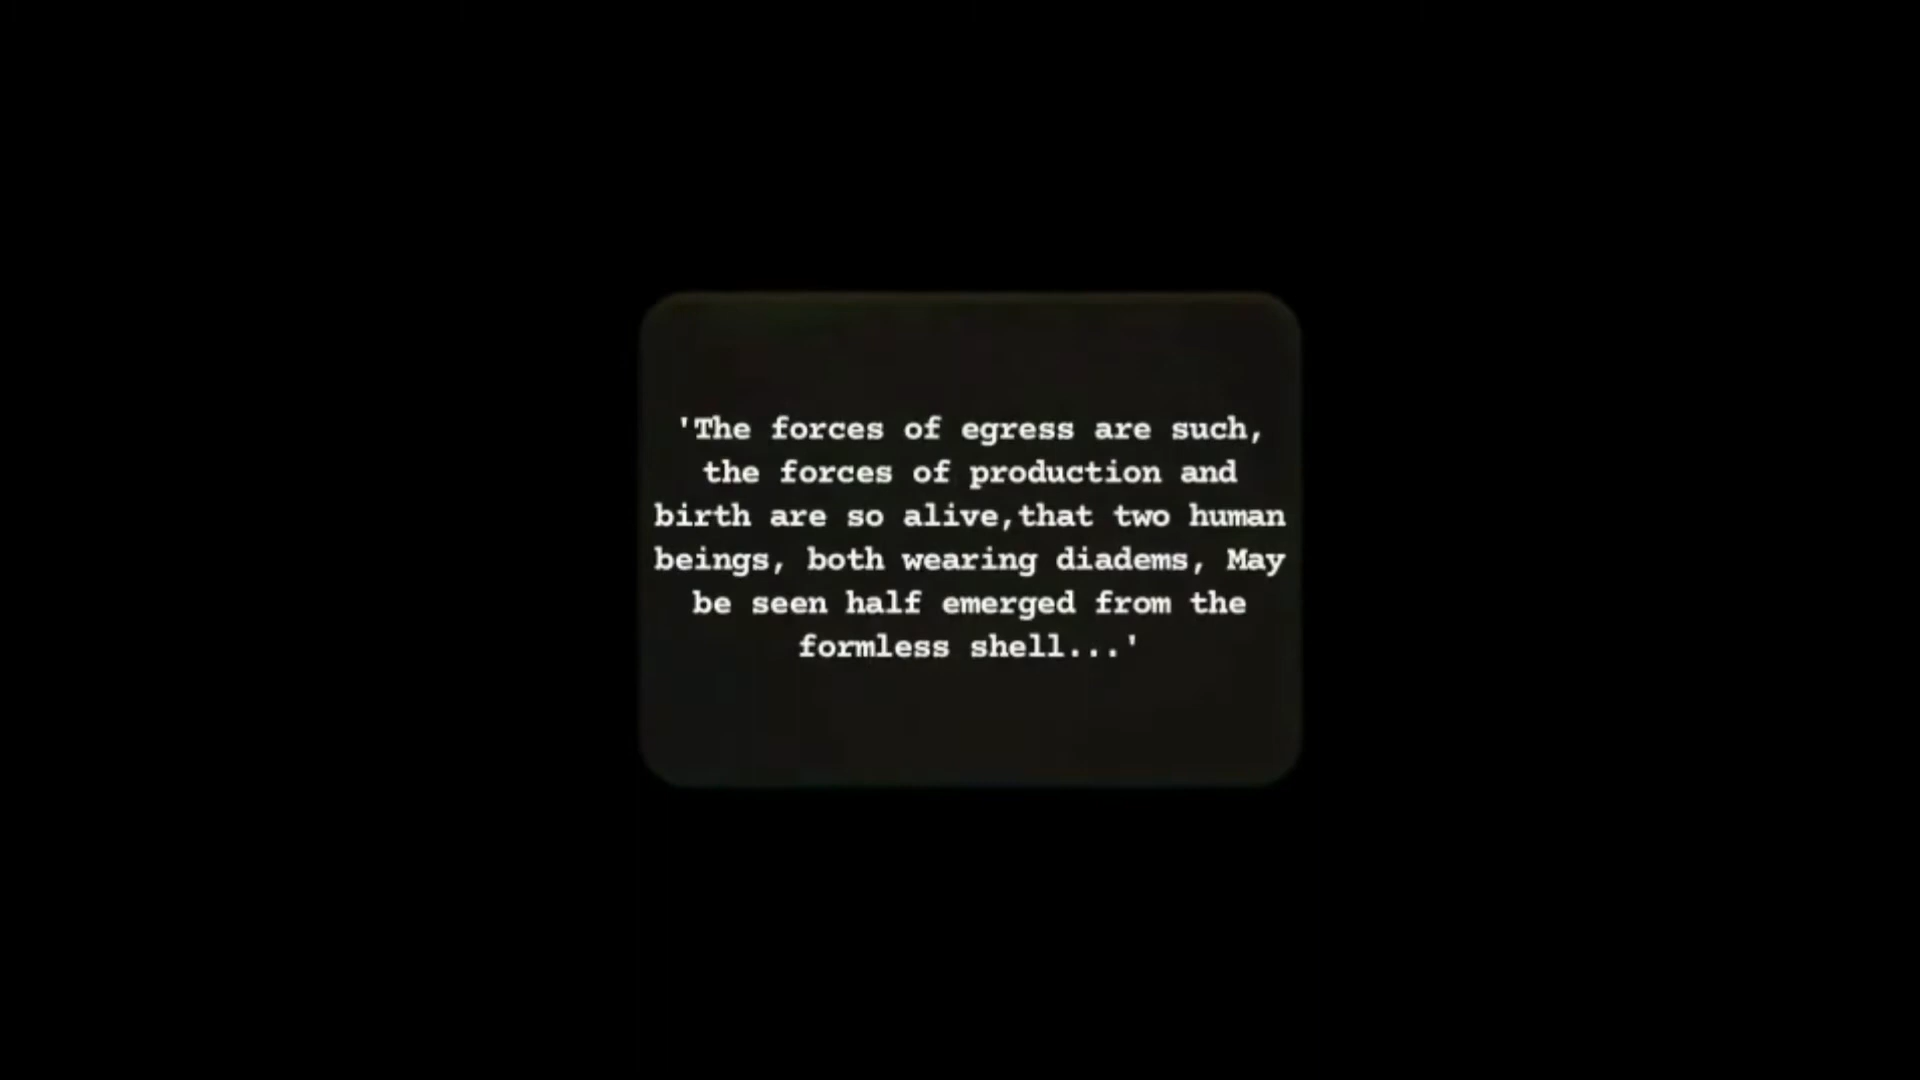 'The forces of egress are such,
the forces of production and
birth are so alive,that two human
beings, both wearing diadems, May
be seen half emerged from the
formless shell...'